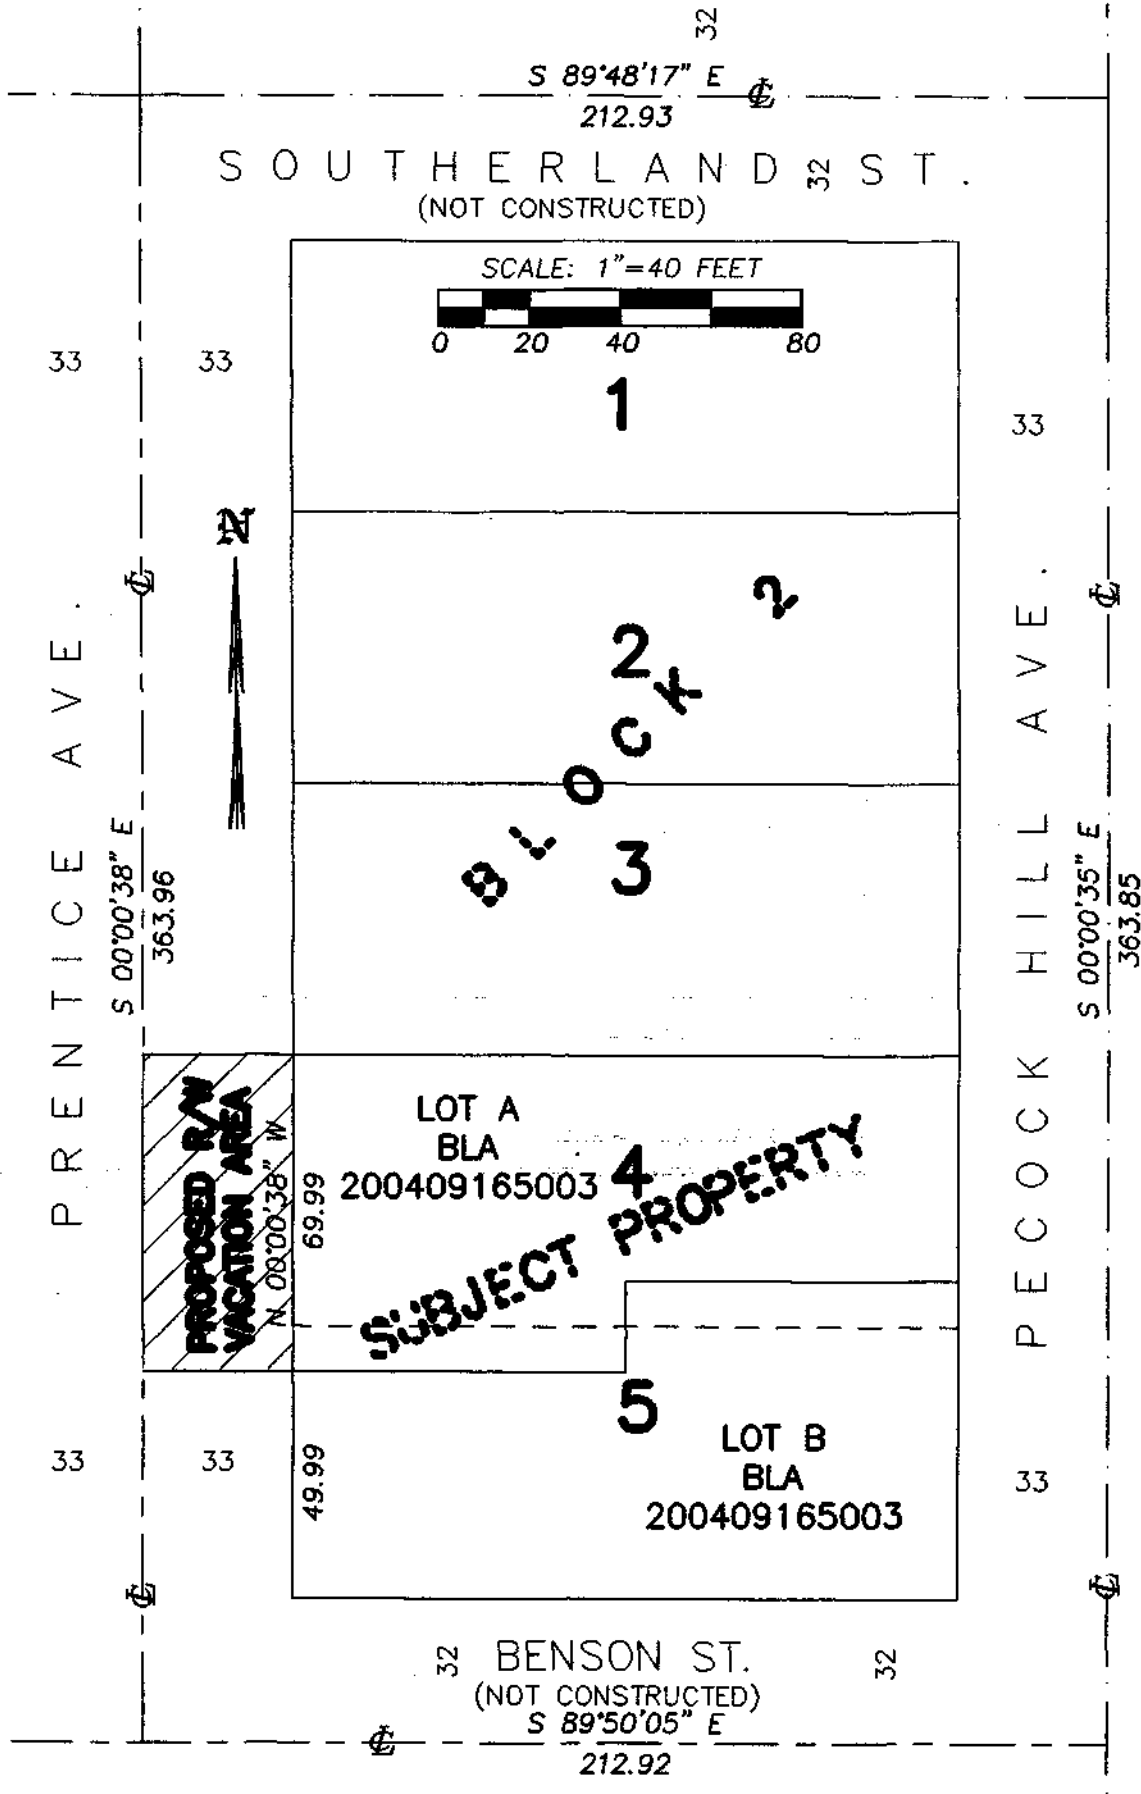 32
S 89°48'17" E ℄
212.93
SOUTHERLAND ST.
32
(NOT CONSTRUCTED)
SCALE: 1"=40 FEET
0 20 40 80
33
33
33
1
N
℄
℄
2
BLOCK 2
3
PRENTICE AVE.
S 00°00'38" E
363.96
PECOCK HILL AVE.
S 00°00'35" E
363.85
PROPOSED R/W
VACATION AREA
N 00°00'38" W
69.99
LOT A
BLA
200409165003
4
SUBJECT PROPERTY
5
LOT B
BLA
200409165003
33
33
49.99
33
℄
℄
32
BENSON ST.
32
(NOT CONSTRUCTED)
S 89°50'05" E
℄
212.92